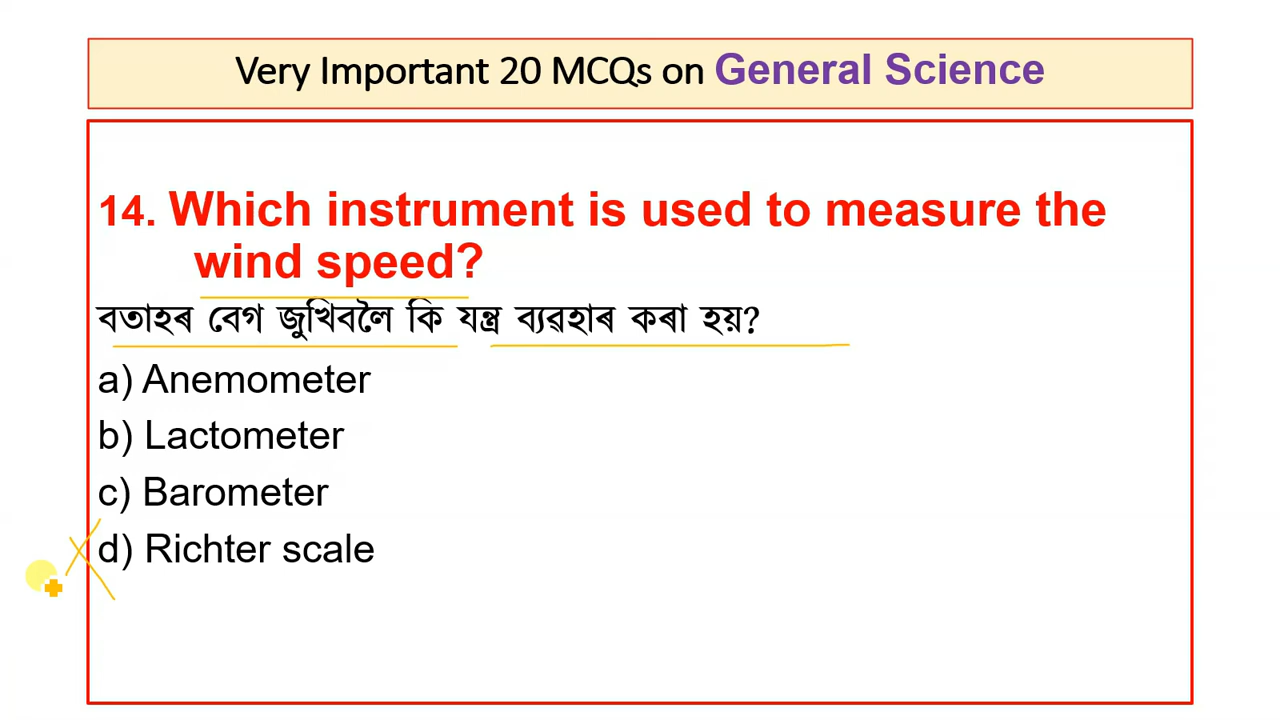 Very Important 20 MCQs on General Science
14. Which instrument is used to measure the
wind speed?
বতাহৰ বেগ জুখিবলৈ কি যন্ত্ৰ ব্যৱহাৰ কৰা হয়?
a) Anemometer
b) Lactometer
c) Barometer
d) Richter scale